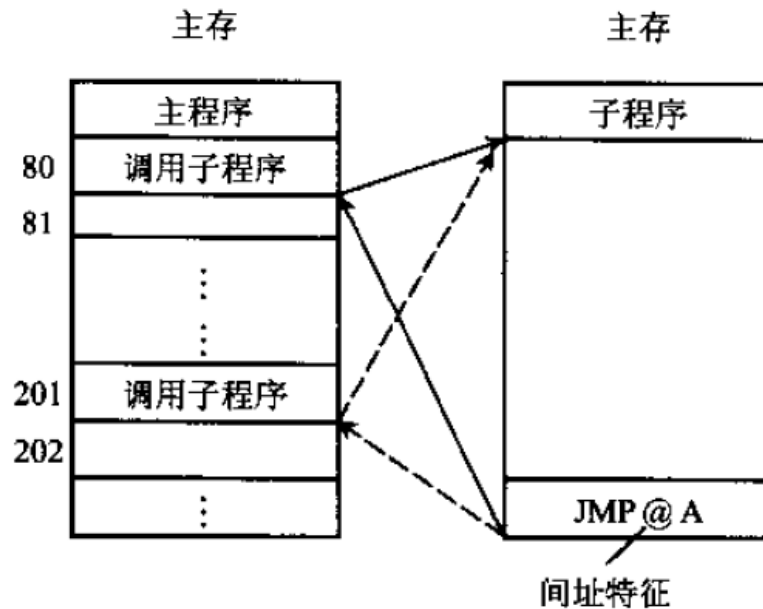 主存
主程序
80 调用子程序
81
⋮
⋮
201 调用子程序
202
⋮
主存
子程序
JMP @ A
间址特征